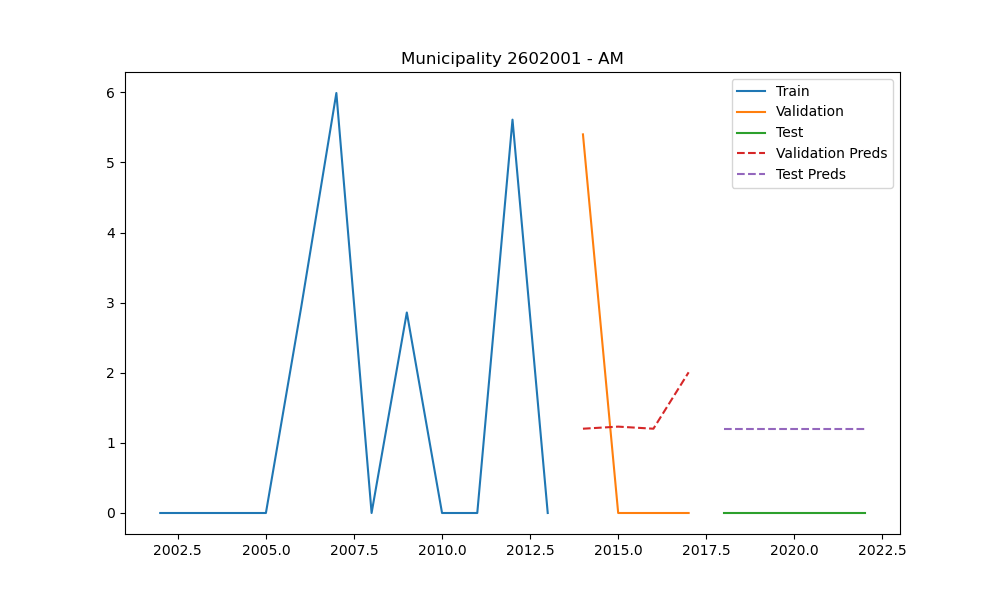 Municipality 2602001 - AM
Train
Validation
Test
Validation Preds
Test Preds
6
5
4
3
2
1
0
2002.5 2005.0 2007.5 2010.0 2012.5 2015.0 2017.5 2020.0 2022.5